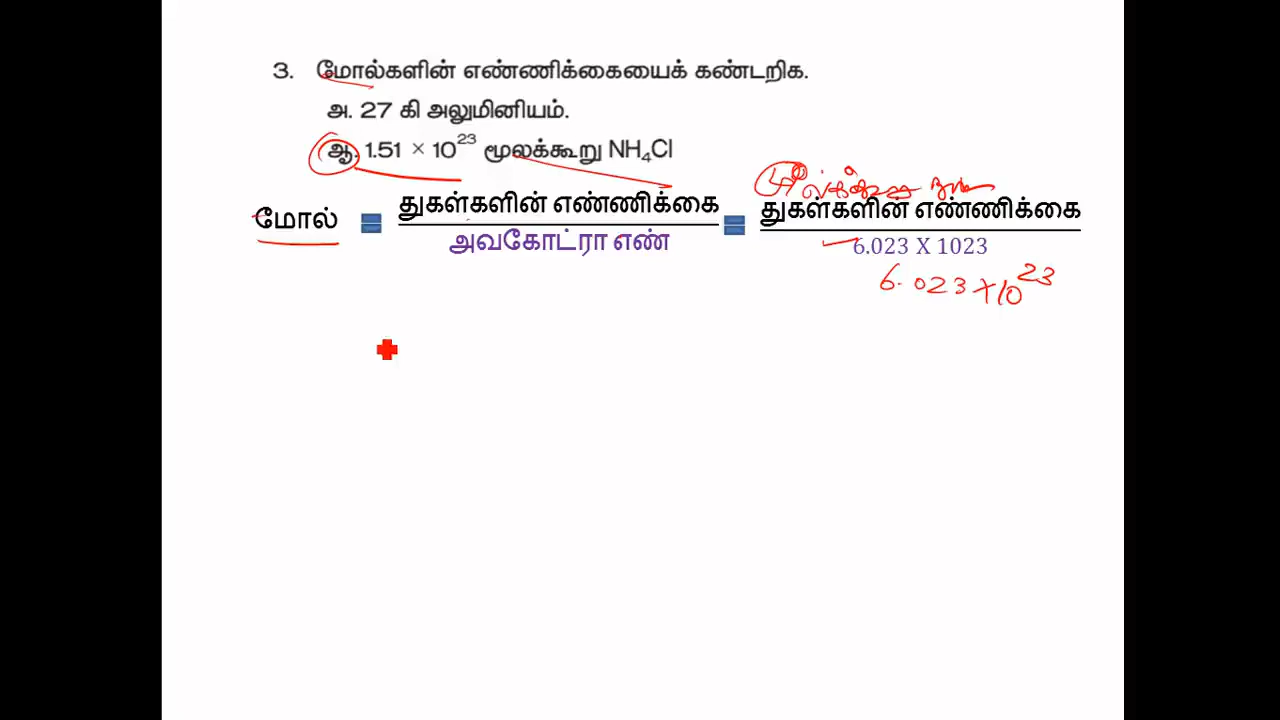 3. மோல்களின் எண்ணிக்கையைக் கண்டறிக.
அ. 27 கி அலுமினியம்.
ஆ. 1.51 × 10²³ மூலக்கூறு NH₄Cl
மோல் = துகள்களின் எண்ணிக்கை = துகள்களின் எண்ணிக்கை
அவகோட்ரா எண் 6.023 X 1023
6.023 × 10²³